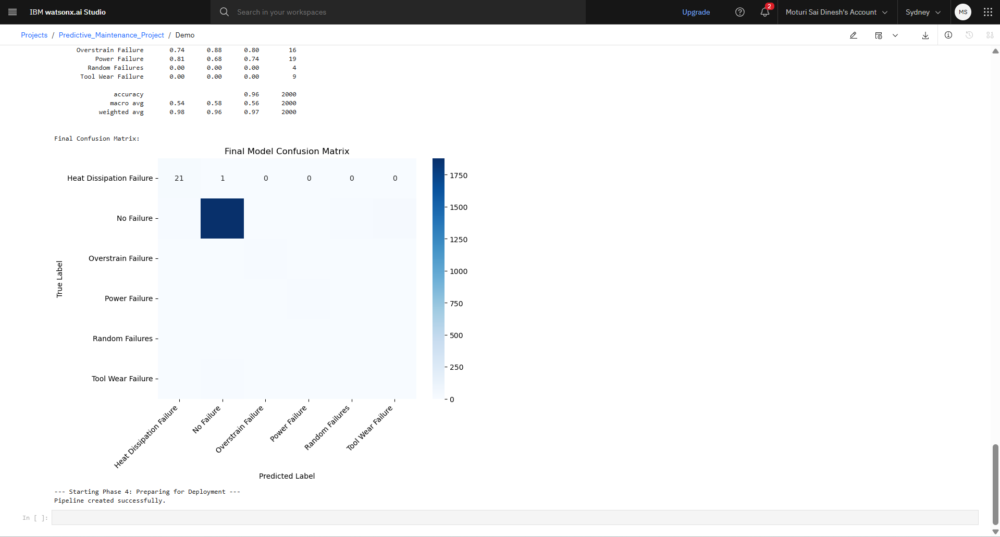 IBM watsonx.ai Studio
Search in your workspaces
Upgrade
2
Moturi Sai Dinesh's Account
Sydney
MS
Projects / Predictive_Maintenance_Project / Demo
Overstrain Failure 0.74 0.88 0.80 16
Power Failure 0.81 0.68 0.74 19
Random Failures 0.00 0.00 0.00 4
Tool Wear Failure 0.00 0.00 0.00 9
accuracy 0.96 2000
macro avg 0.54 0.58 0.56 2000
weighted avg 0.98 0.96 0.97 2000
Final Confusion Matrix:
Final Model Confusion Matrix
True Label
Heat Dissipation Failure 21 1 0 0 0 0
No Failure
Overstrain Failure
Power Failure
Random Failures
Tool Wear Failure
1750
1500
1250
1000
750
500
250
0
Heat Dissipation Failure
No Failure
Overstrain Failure
Power Failure
Random Failures
Tool Wear Failure
Predicted Label
--- Starting Phase 4: Preparing for Deployment ---
Pipeline created successfully.
In [ ]: